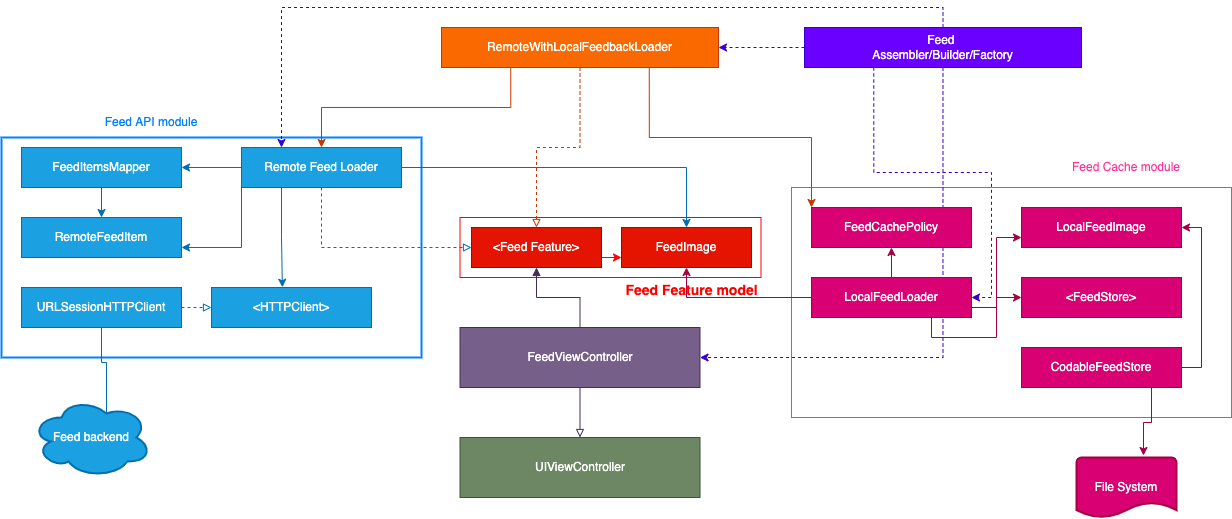 RemoteWithLocalFeedbackLoader
Feed
Assembler/Builder/Factory
Feed API module
FeedItemsMapper
Remote Feed Loader
RemoteFeedItem
URLSessionHTTPClient
<HTTPClient>
Feed backend
<Feed Feature>
FeedImage
Feed Feature model
FeedViewController
UIViewController
Feed Cache module
FeedCachePolicy
LocalFeedImage
LocalFeedLoader
<FeedStore>
CodableFeedStore
File System